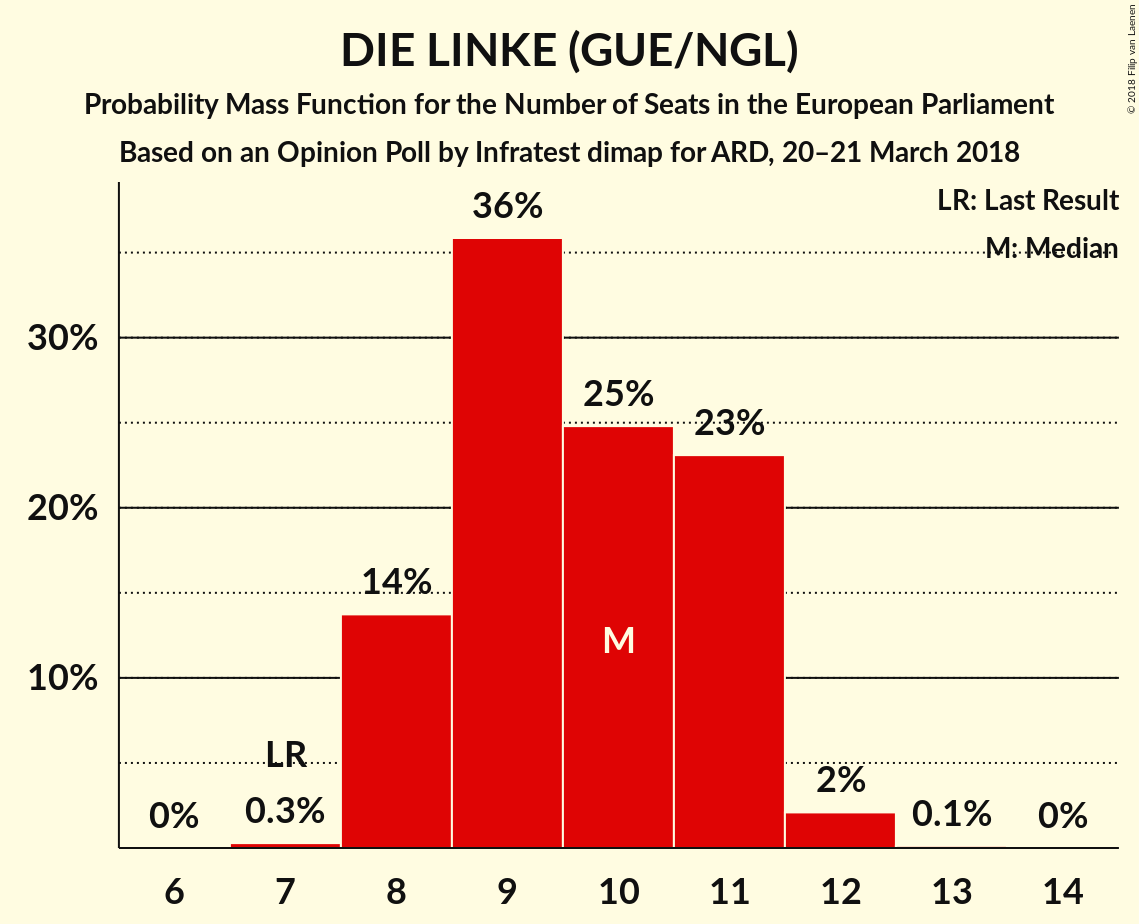 DIE LINKE (GUE/NGL)
Probability Mass Function for the Number of Seats in the European Parliament
Based on an Opinion Poll by Infratest dimap for ARD, 20–21 March 2018
© 2018 Filip van Laenen
LR: Last Result
M: Median
36%
30%
25%
23%
20%
14%
M
10%
LR
0% 0.3% 2% 0.1% 0%
6 7 8 9 10 11 12 13 14